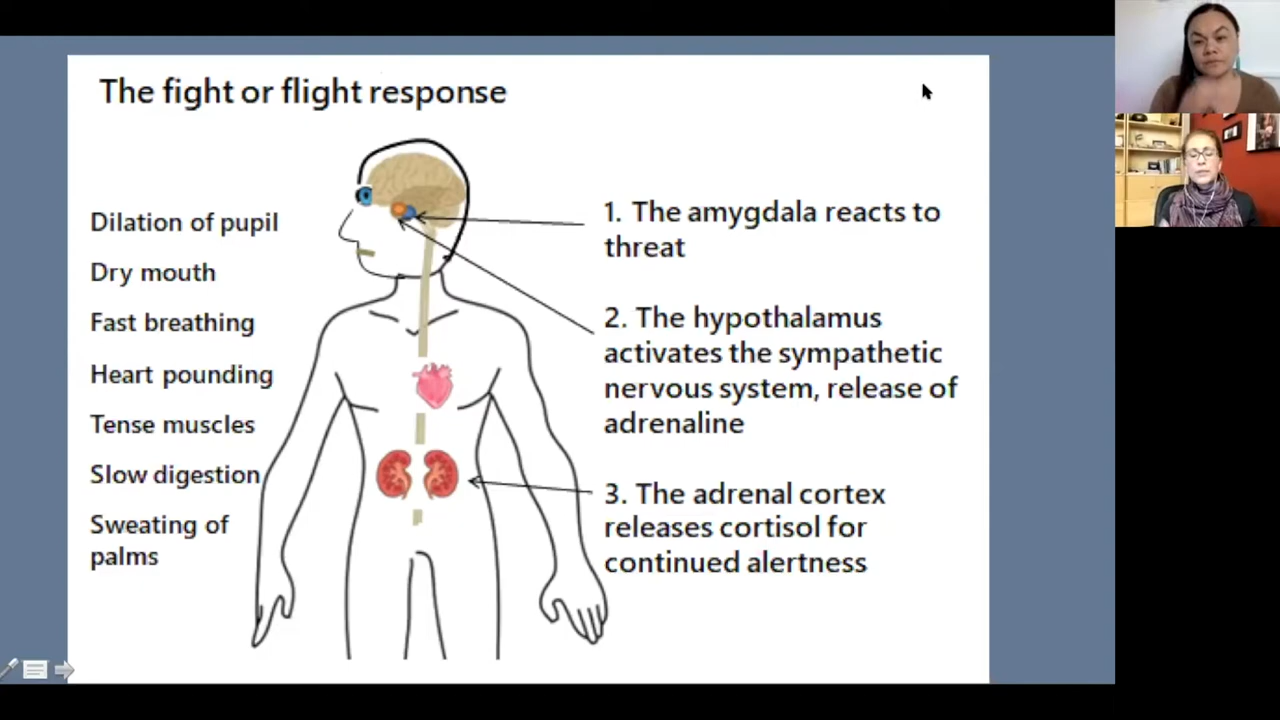 The fight or flight response
Dilation of pupil
Dry mouth
Fast breathing
Heart pounding
Tense muscles
Slow digestion
Sweating of
palms
1. The amygdala reacts to
threat
2. The hypothalamus
activates the sympathetic
nervous system, release of
adrenaline
3. The adrenal cortex
releases cortisol for
continued alertness